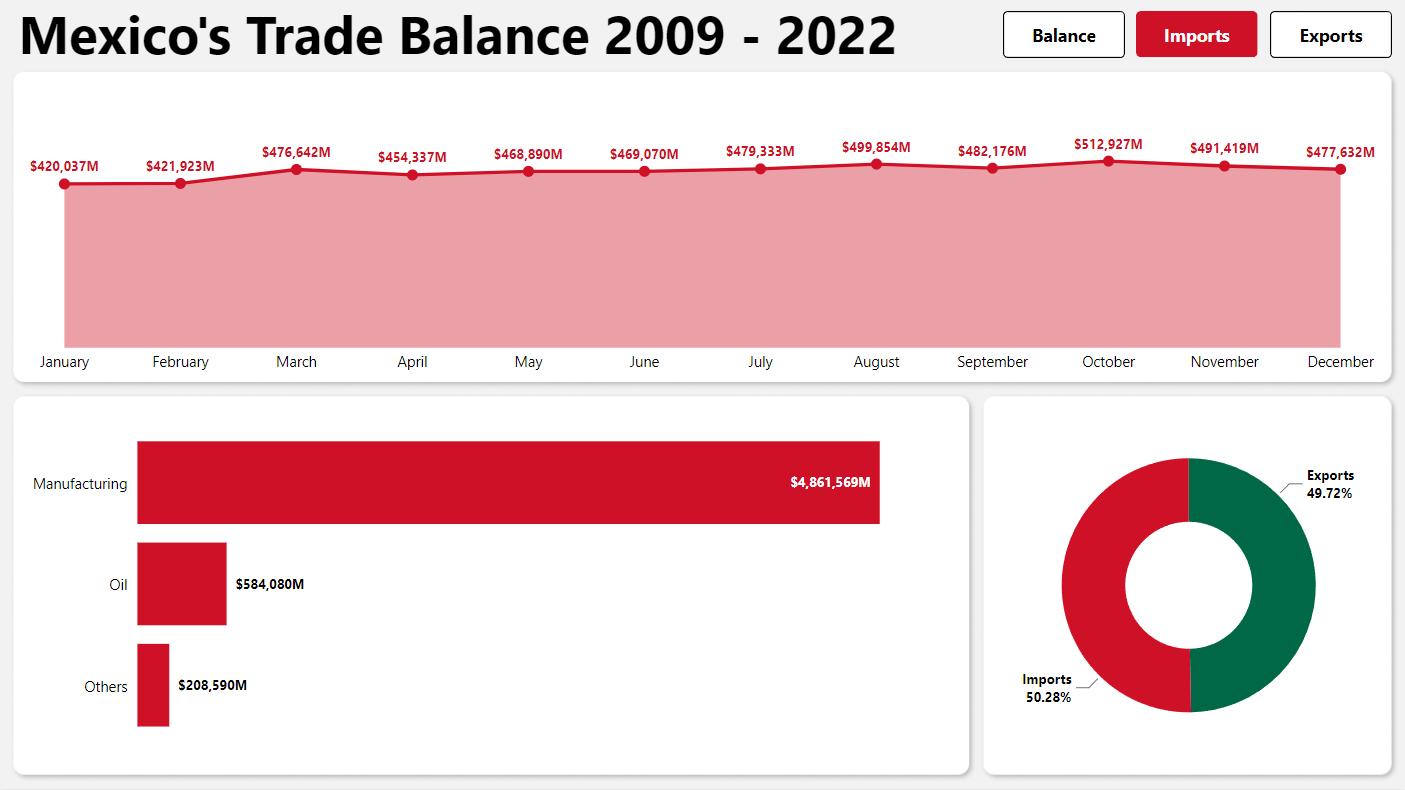 Mexico's Trade Balance 2009 - 2022
Balance
Imports
Exports
$420,037M
$421,923M
$476,642M
$454,337M
$468,890M
$469,070M
$479,333M
$499,854M
$482,176M
$512,927M
$491,419M
$477,632M
January
February
March
April
May
June
July
August
September
October
November
December
Manufacturing
$4,861,569M
Oil
$584,080M
Others
$208,590M
Exports
49.72%
Imports
50.28%